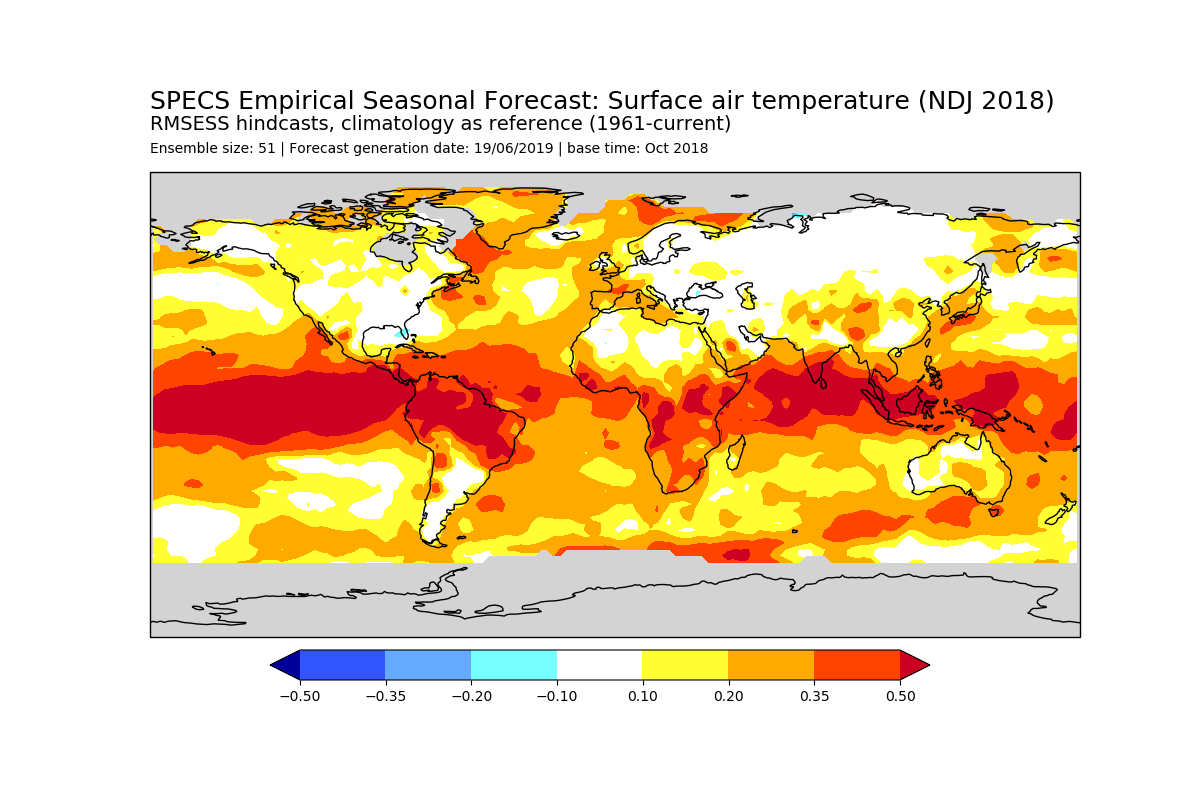 SPECS Empirical Seasonal Forecast: Surface air temperature (NDJ 2018)
RMSESS hindcasts, climatology as reference (1961-current)
Ensemble size: 51 | Forecast generation date: 19/06/2019 | base time: Oct 2018
−0.50 −0.35 −0.20 −0.10 0.10 0.20 0.35 0.50